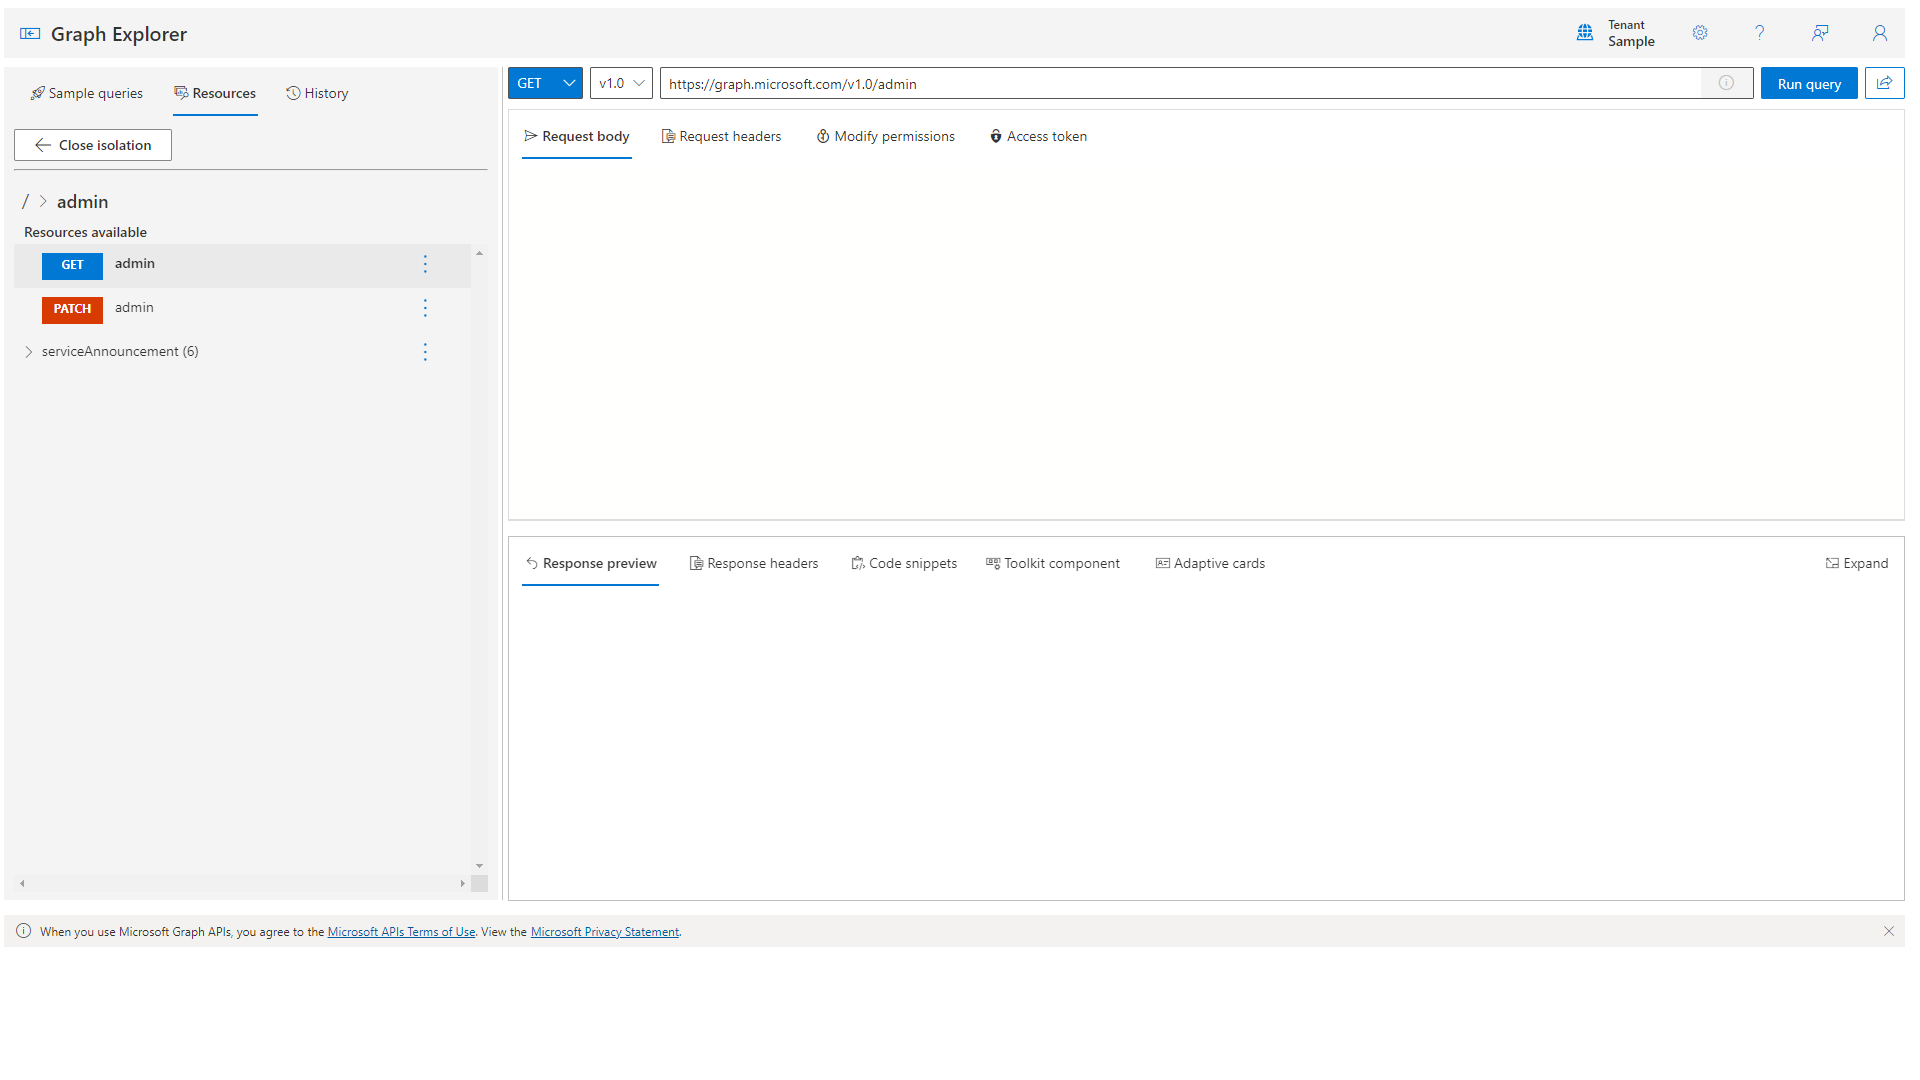 Graph Explorer
Tenant
Sample
Sample queries
Resources
History
GET
v1.0
https://graph.microsoft.com/v1.0/admin
Run query
Close isolation
Request body
Request headers
Modify permissions
Access token
/ admin
Resources available
GET admin
PATCH admin
serviceAnnouncement (6)
Response preview
Response headers
Code snippets
Toolkit component
Adaptive cards
Expand
When you use Microsoft Graph APIs, you agree to the Microsoft APIs Terms of Use. View the Microsoft Privacy Statement.